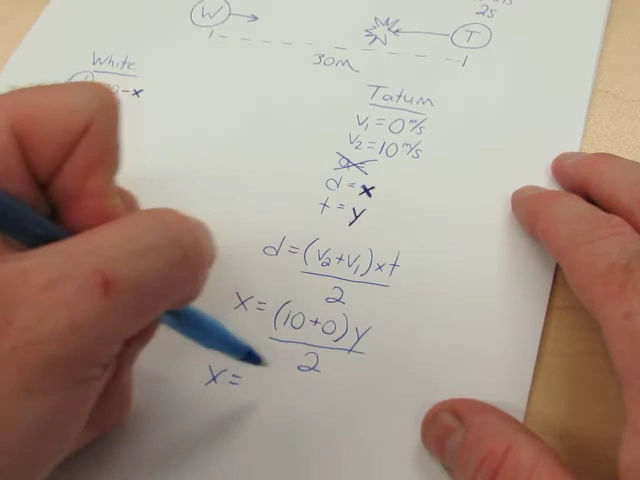 2s
W
T
30m
White
-x
Tatum
V₁ = 0 m/s
V₂ = 10 m/s
d = x
t = y
d = (V₂ + V₁) x t
2
x = (10 + 0) y
2
x =